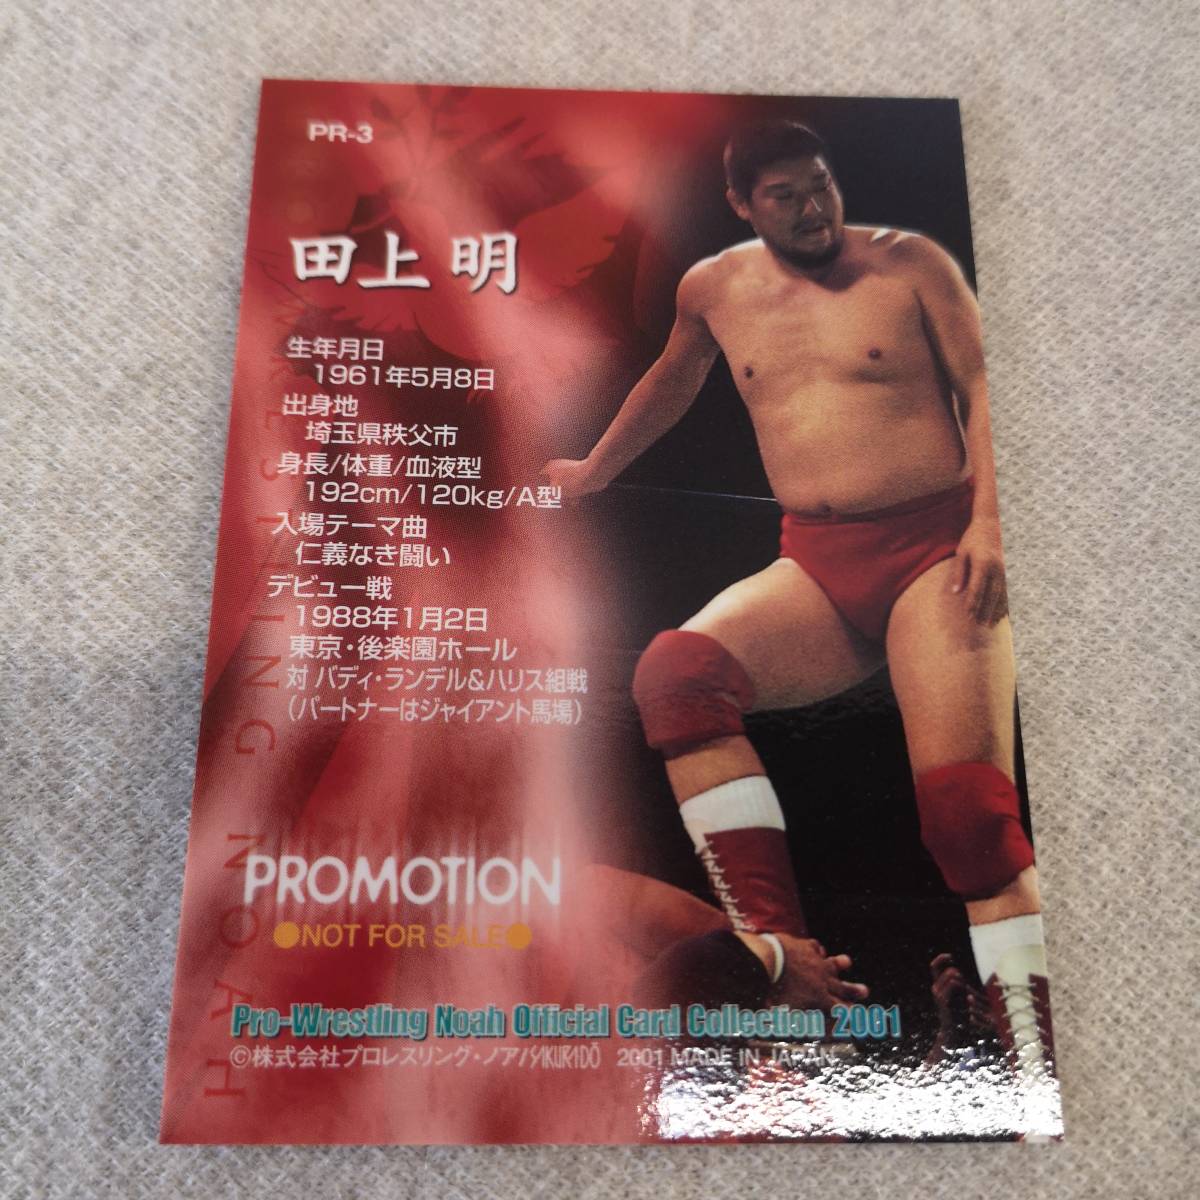 PR-3
田上 明
生年月日
1961年5月8日
出身地
埼玉県秩父市
身長/体重/血液型
192cm/120kg/A型
入場テーマ曲
仁義なき闘い
デビュー戦
1988年1月2日
東京・後楽園ホール
対 バディ・ランデル&ハリス組戦
(パートナーはジャイアント馬場)
WRESTLING NOAH
PROMOTION
●NOT FOR SALE●
Pro-Wrestling Noah Official Card Collection 2001
©株式会社プロレスリング・ノア/SAKURADO 2001 MADE IN JAPAN